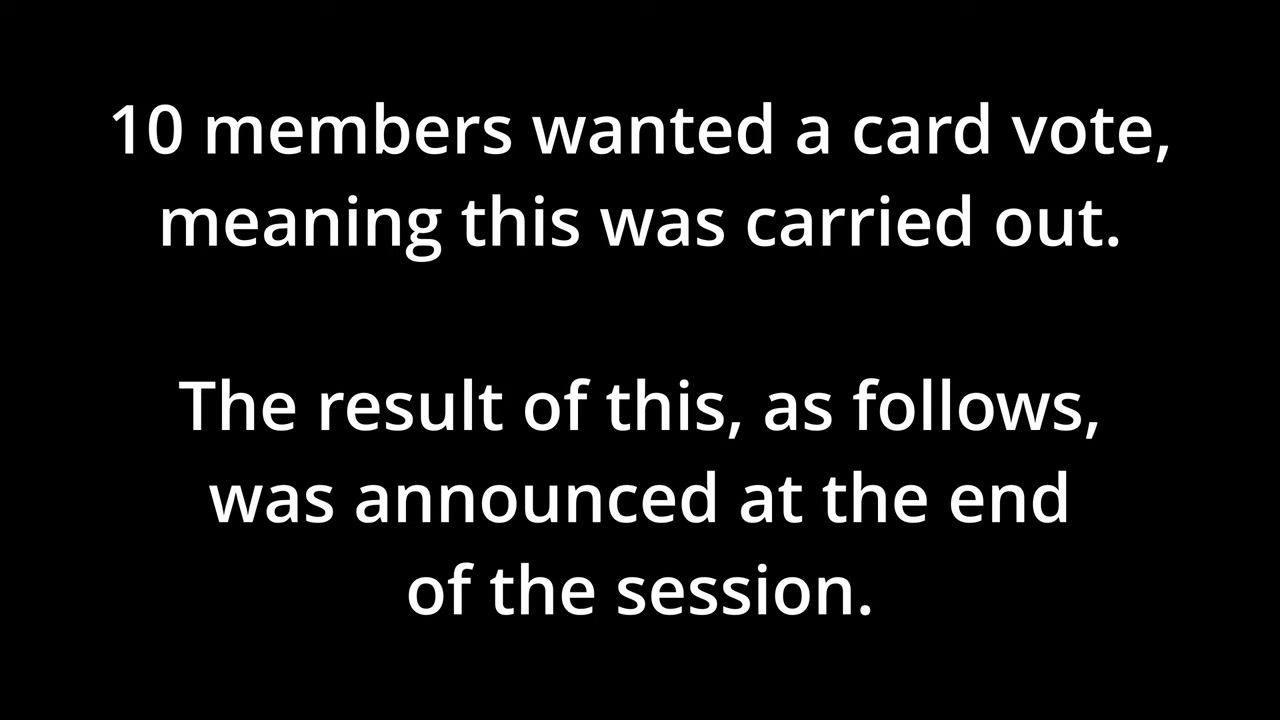 10 members wanted a card vote,
meaning this was carried out.
The result of this, as follows,
was announced at the end
of the session.